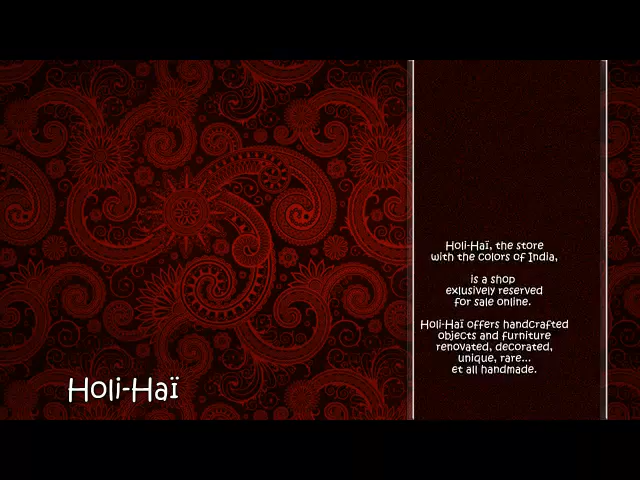 Holi-Haï, the store
with the colors of India,
is a shop
exlusively reserved
for sale online.
Holi-Haï offers handcrafted
objects and furniture
renovated, decorated,
unique, rare...
et all handmade.
Holi-Haï